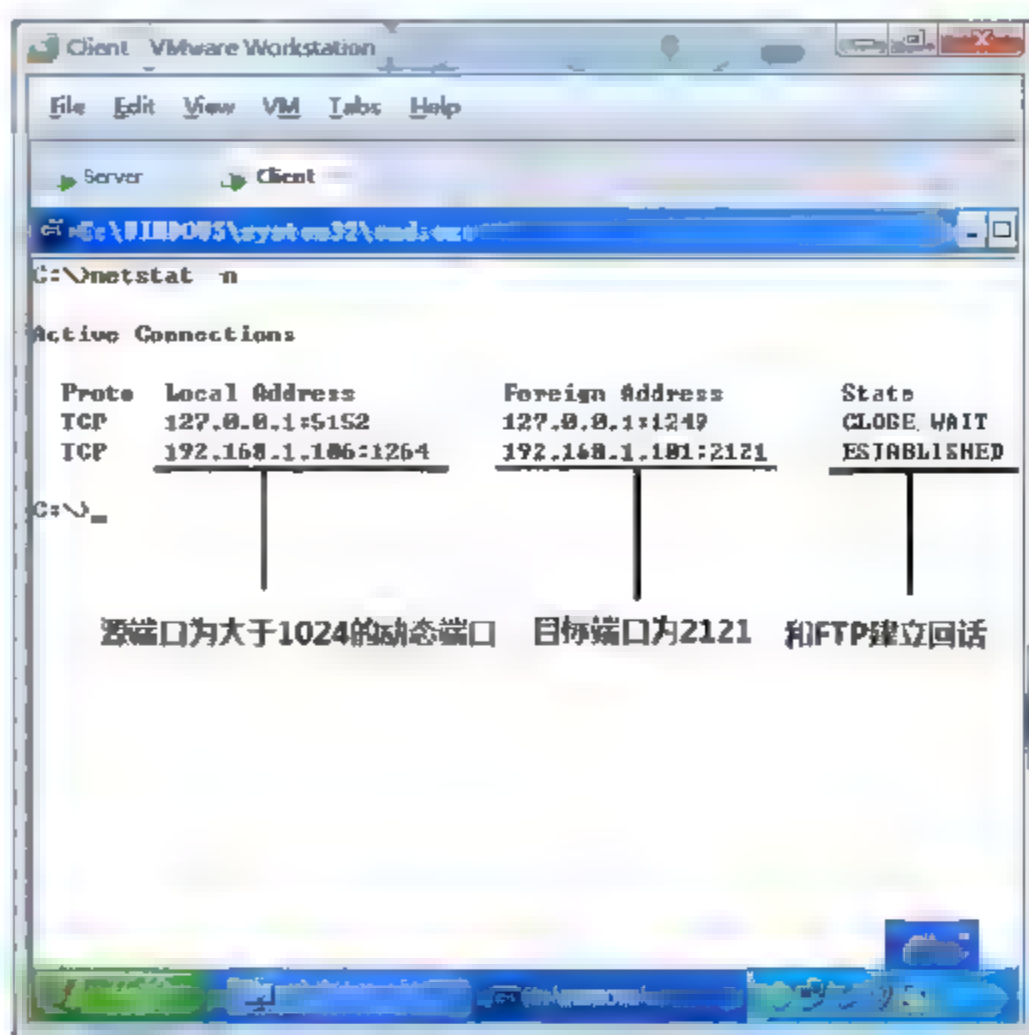 Client VMware Workstation
File Edit View VM Tabs Help
Server Client
C:\WINDOWS\system32\cmd.exe
C:\>netstat -n
Active Connections
Proto Local Address Foreign Address State
TCP 127.0.0.1:5152 127.0.0.1:1249 CLOSE_WAIT
TCP 192.168.1.106:1264 192.168.1.101:2121 ESTABLISHED
C:\>_
源端口为大于1024的动态端口 目标端口为2121 和FTP建立回话